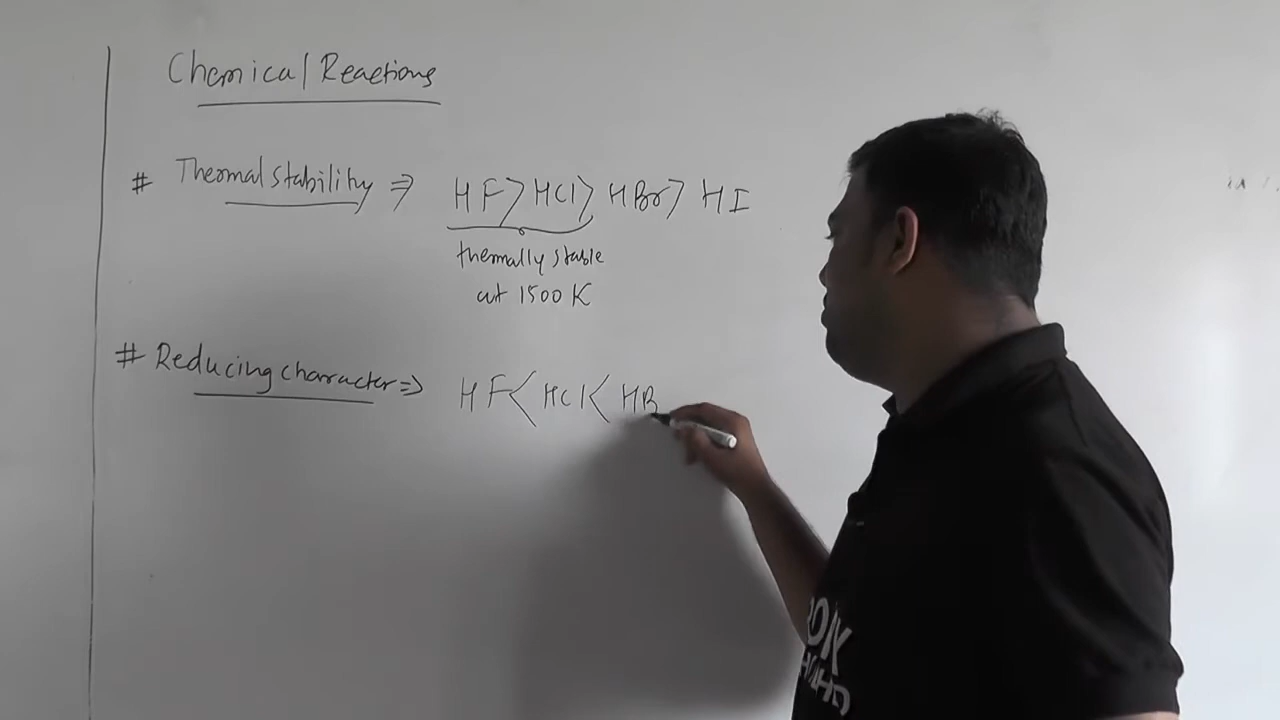 Chemical Reactions
# Thermal stability ⇒ HF > HCl > HBr > HI
thermally stable
at 1500 K
# Reducing character ⇒ HF < HCl < HB